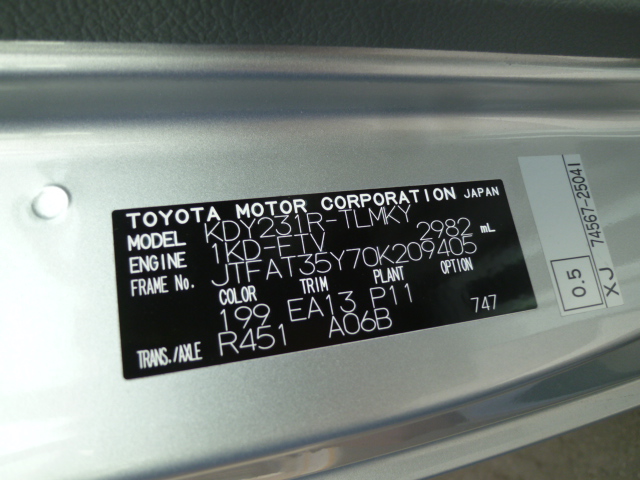 TOYOTA MOTOR CORPORATION JAPAN
MODEL KDY231R-TLMKY
ENGINE 1KD-FTV 2982 mL
FRAME No. JTFAT35Y70K209405
COLOR TRIM PLANT
199 EA13 P11
TRANS./AXLE R451 A06B 747
74567-25041
0.5 XJ